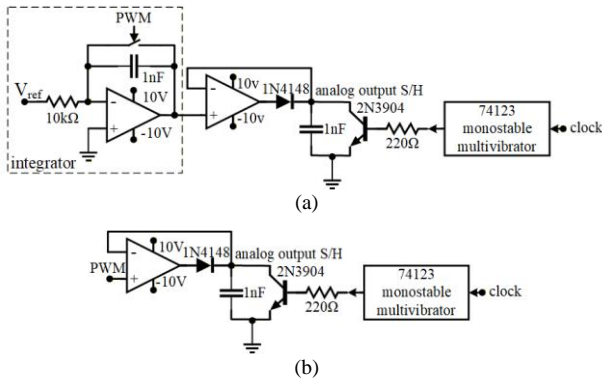 PWM
1nF
Vref
10kΩ
-
+
10V
-10V
integrator
-
+
10v
-10v
1N4148
analog output S/H
2N3904
1nF
220Ω
74123
monostable
multivibrator
clock
(a)
PWM
-
+
10V
-10V
1N4148
analog output S/H
2N3904
1nF
220Ω
74123
monostable
multivibrator
clock
(b)